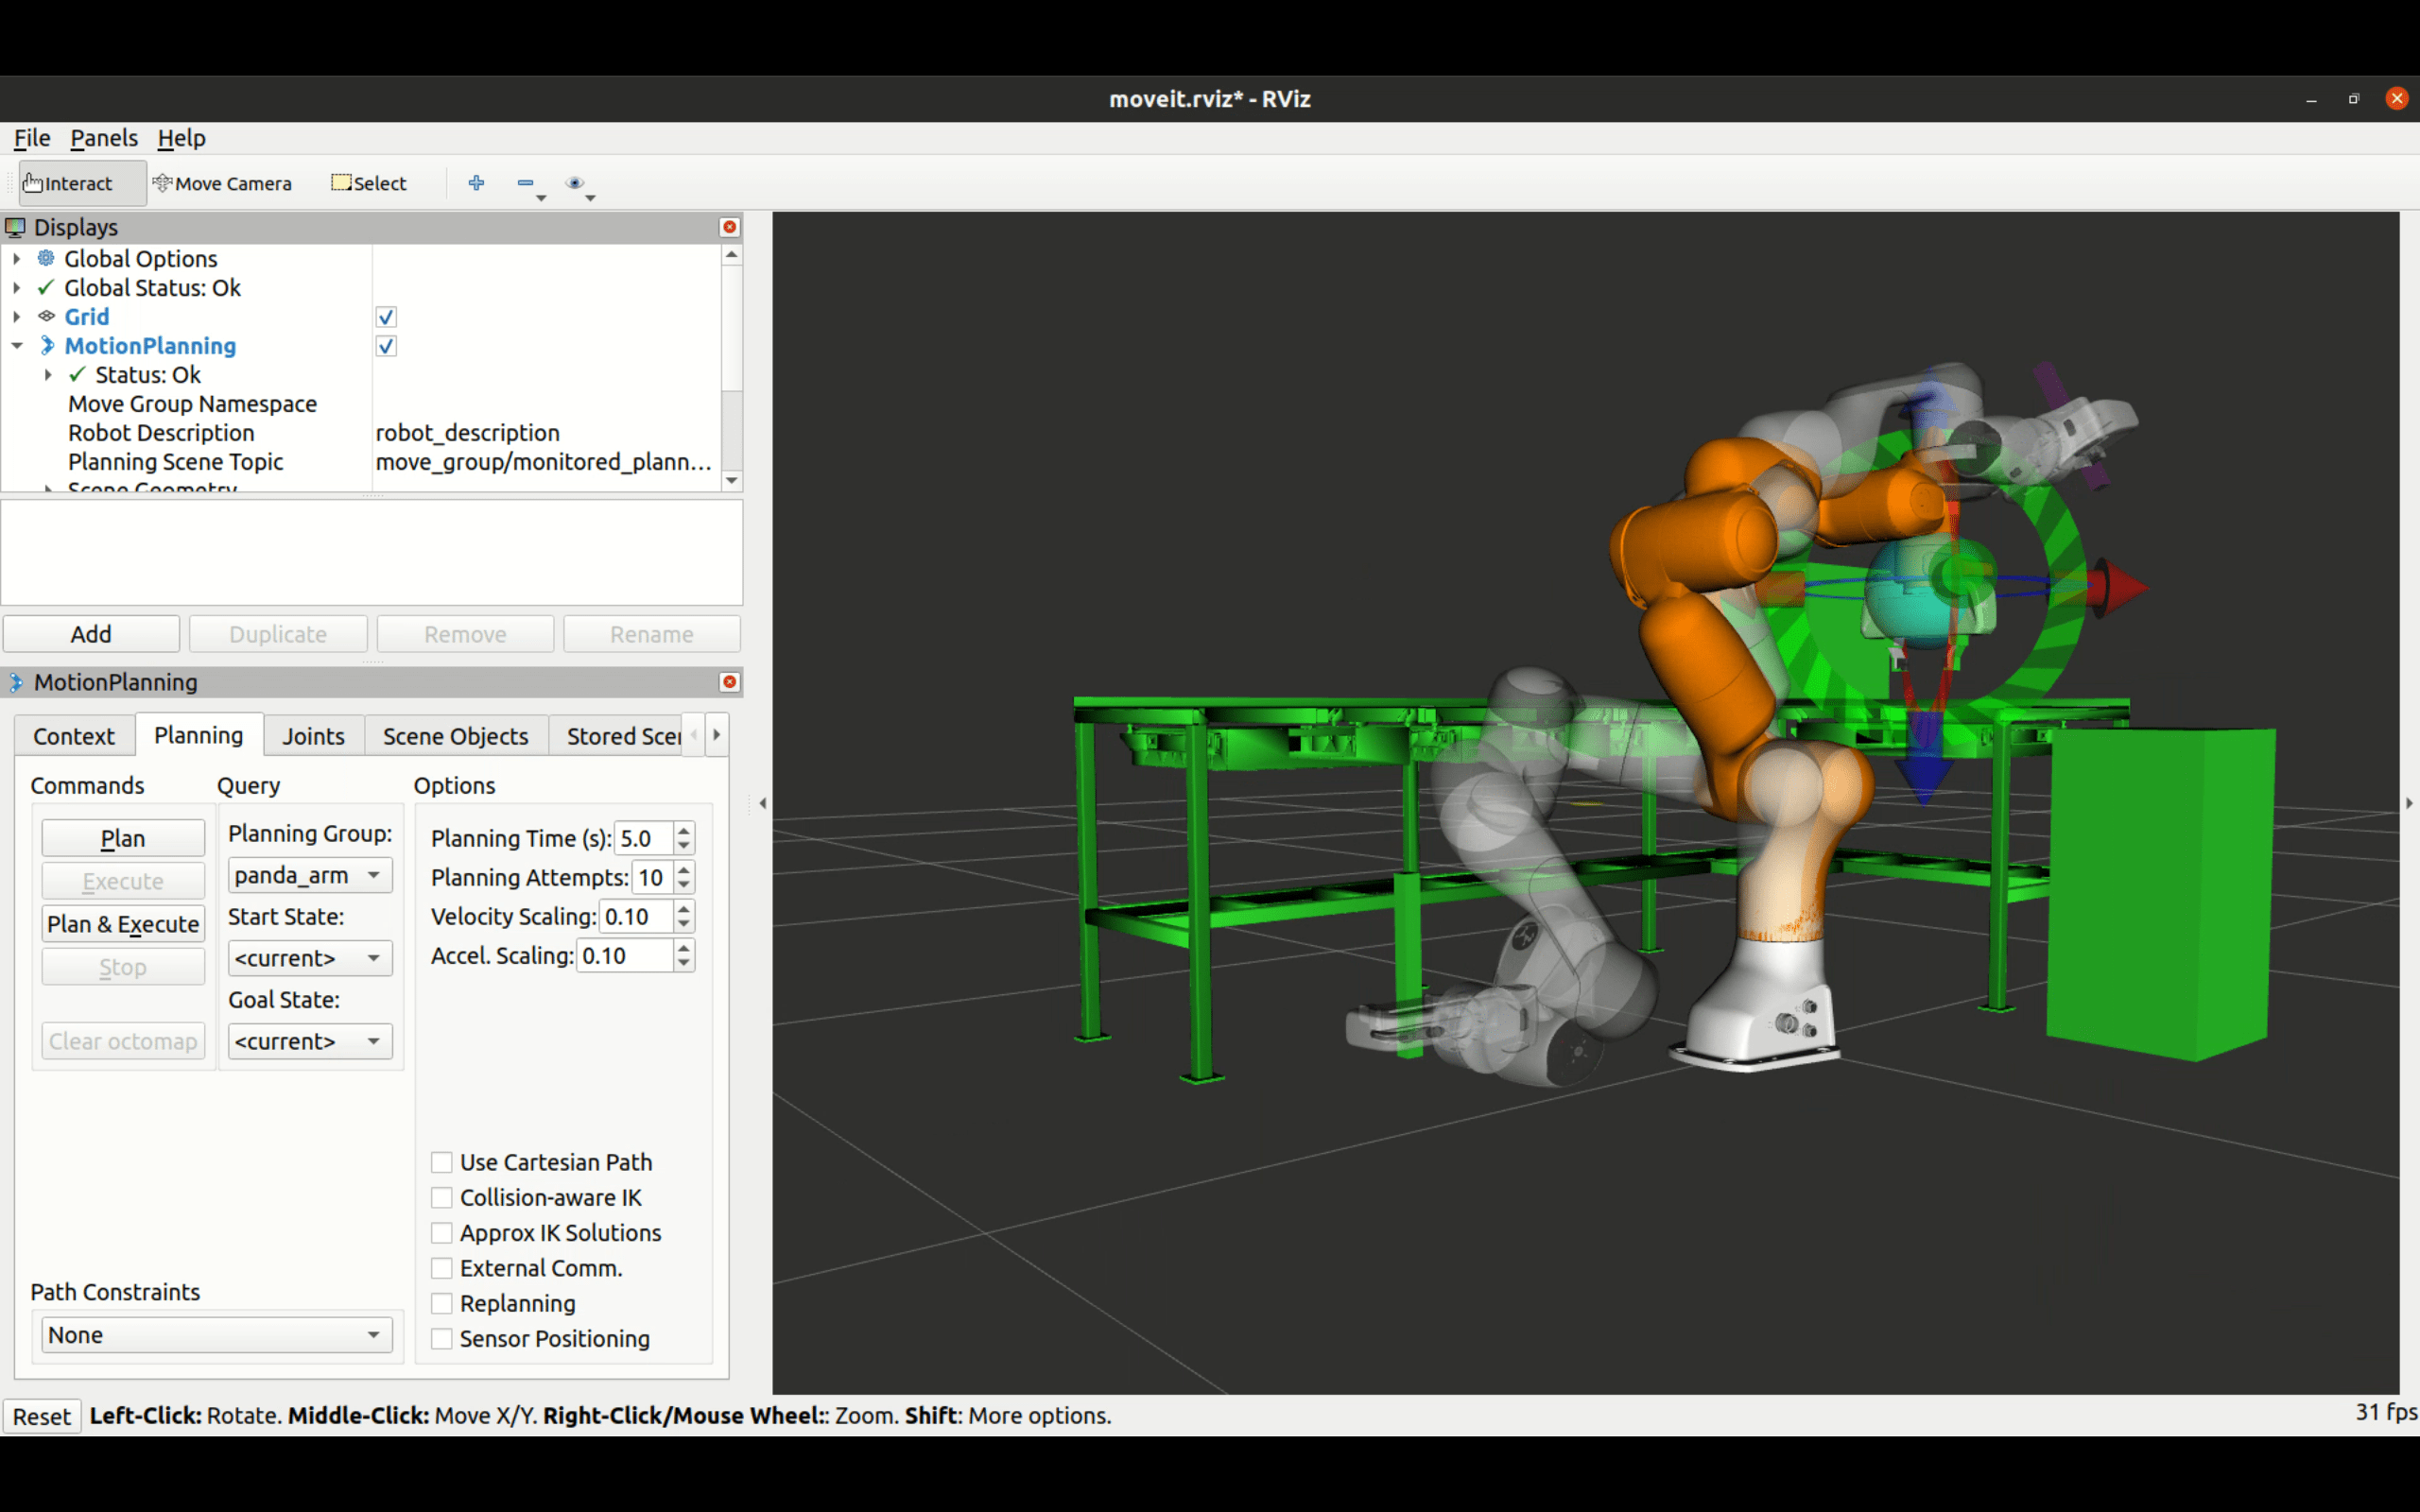 moveit.rviz* - RViz
File Panels Help
Interact Move Camera Select
Displays
Global Options
Global Status: Ok
Grid
MotionPlanning
Status: Ok
Move Group Namespace
Robot Description robot_description
Planning Scene Topic move_group/monitored_plann...
Scene Geometry
Add Duplicate Remove Rename
MotionPlanning
Context Planning Joints Scene Objects Stored Scen
Commands Query Options
Plan
Execute
Plan & Execute
Stop
Clear octomap
Planning Group:
panda_arm
Start State:
<current>
Goal State:
<current>
Planning Time (s): 5.0
Planning Attempts: 10
Velocity Scaling: 0.10
Accel. Scaling: 0.10
Use Cartesian Path
Collision-aware IK
Approx IK Solutions
External Comm.
Replanning
Sensor Positioning
Path Constraints
None
Reset Left-Click: Rotate. Middle-Click: Move X/Y. Right-Click/Mouse Wheel:: Zoom. Shift: More options.
31 fps